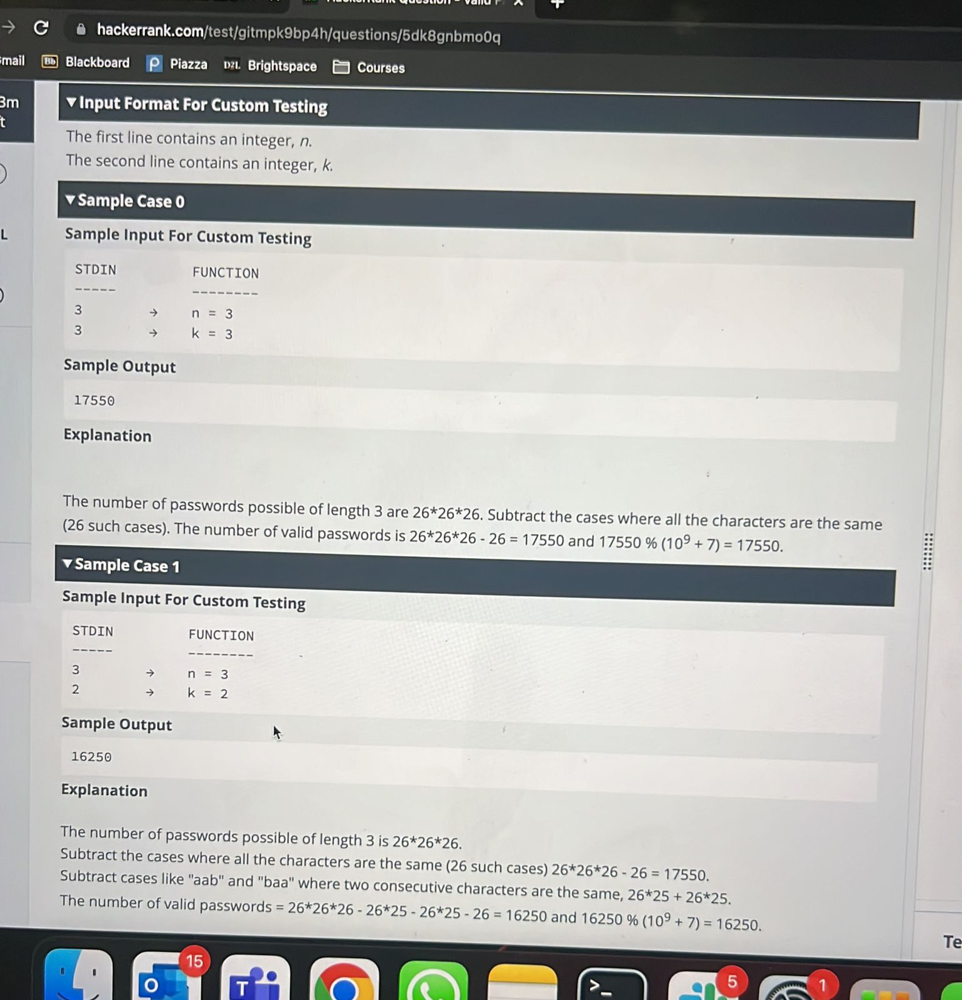 hackerrank.com/test/gitmpk9bp4h/questions/5dk8gnbmo0q
mail Bb Blackboard P Piazza D2L Brightspace Courses
3m
t
▼Input Format For Custom Testing
The first line contains an integer, n.
The second line contains an integer, k.
▼Sample Case 0
L
Sample Input For Custom Testing
STDIN FUNCTION
----- --------
3 → n = 3
3 → k = 3
Sample Output
17550
Explanation
The number of passwords possible of length 3 are 26*26*26. Subtract the cases where all the characters are the same
(26 such cases). The number of valid passwords is 26*26*26 - 26 = 17550 and 17550 % (10⁹ + 7) = 17550.
▼Sample Case 1
Sample Input For Custom Testing
STDIN FUNCTION
----- --------
3 → n = 3
2 → k = 2
Sample Output
16250
Explanation
The number of passwords possible of length 3 is 26*26*26.
Subtract the cases where all the characters are the same (26 such cases) 26*26*26 - 26 = 17550.
Subtract cases like "aab" and "baa" where two consecutive characters are the same, 26*25 + 26*25.
The number of valid passwords = 26*26*26 - 26*25 - 26*25 - 26 = 16250 and 16250 % (10⁹ + 7) = 16250.
Te
15
O
T
>_
5
1